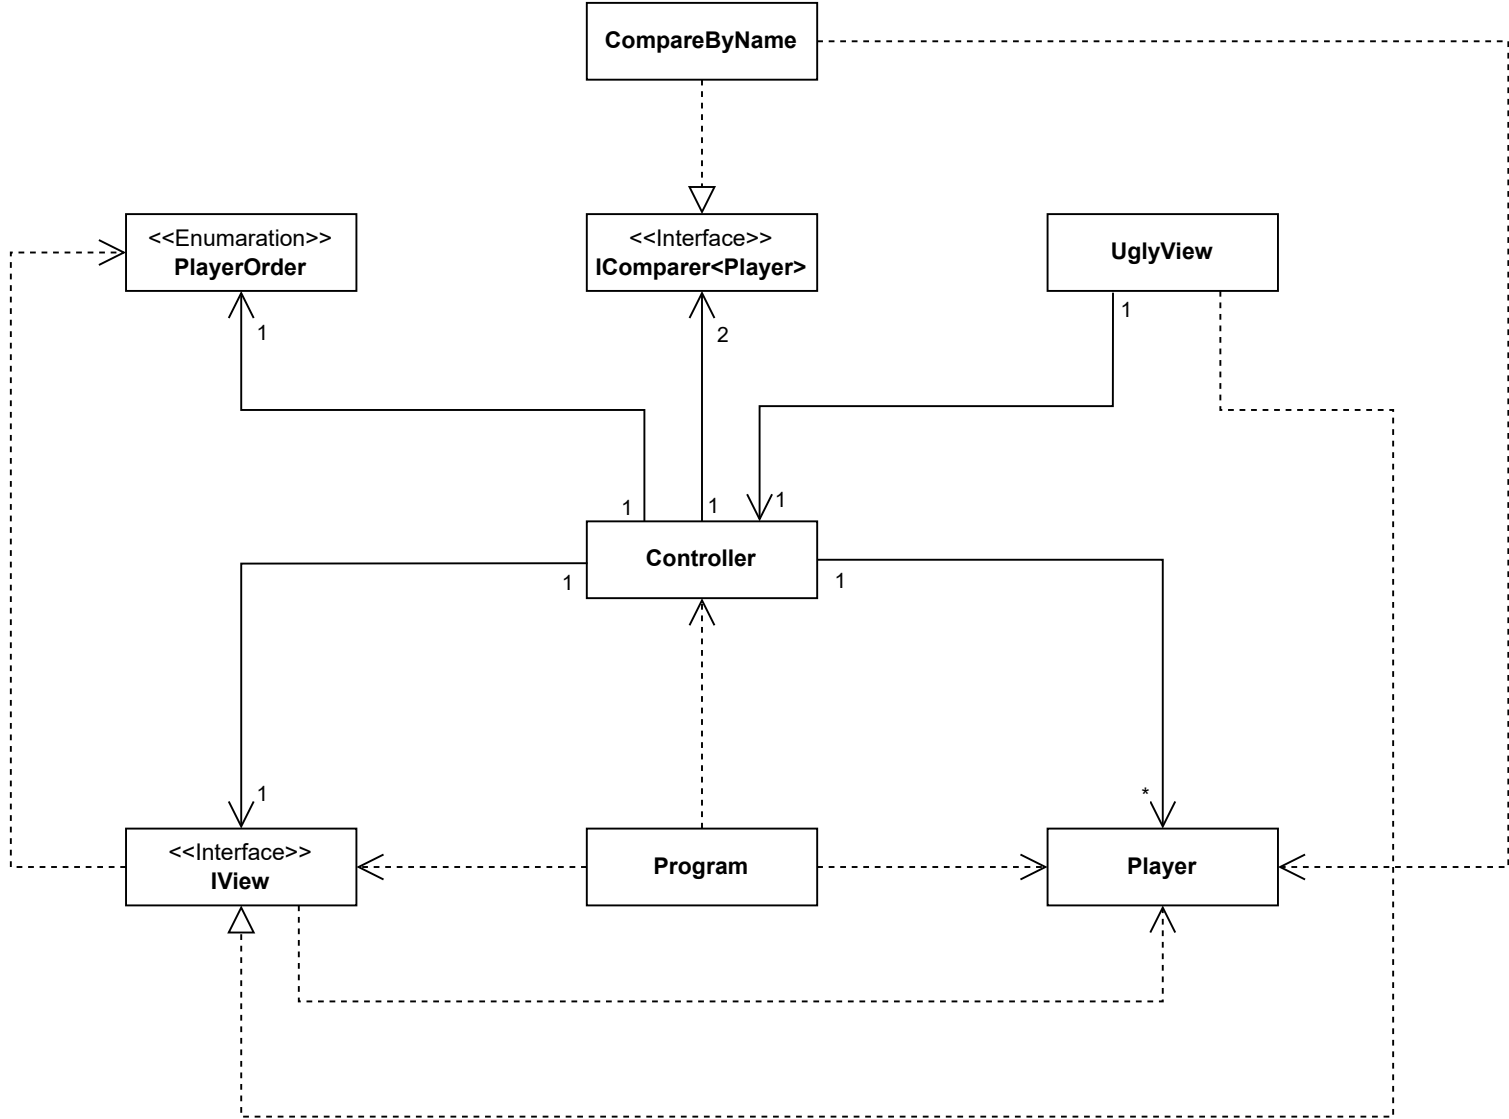 CompareByName
<<Enumaration>>
PlayerOrder
<<Interface>>
IComparer<Player>
UglyView
1
2
1
1
1
1
Controller
1
1
1
*
<<Interface>>
IView
Program
Player